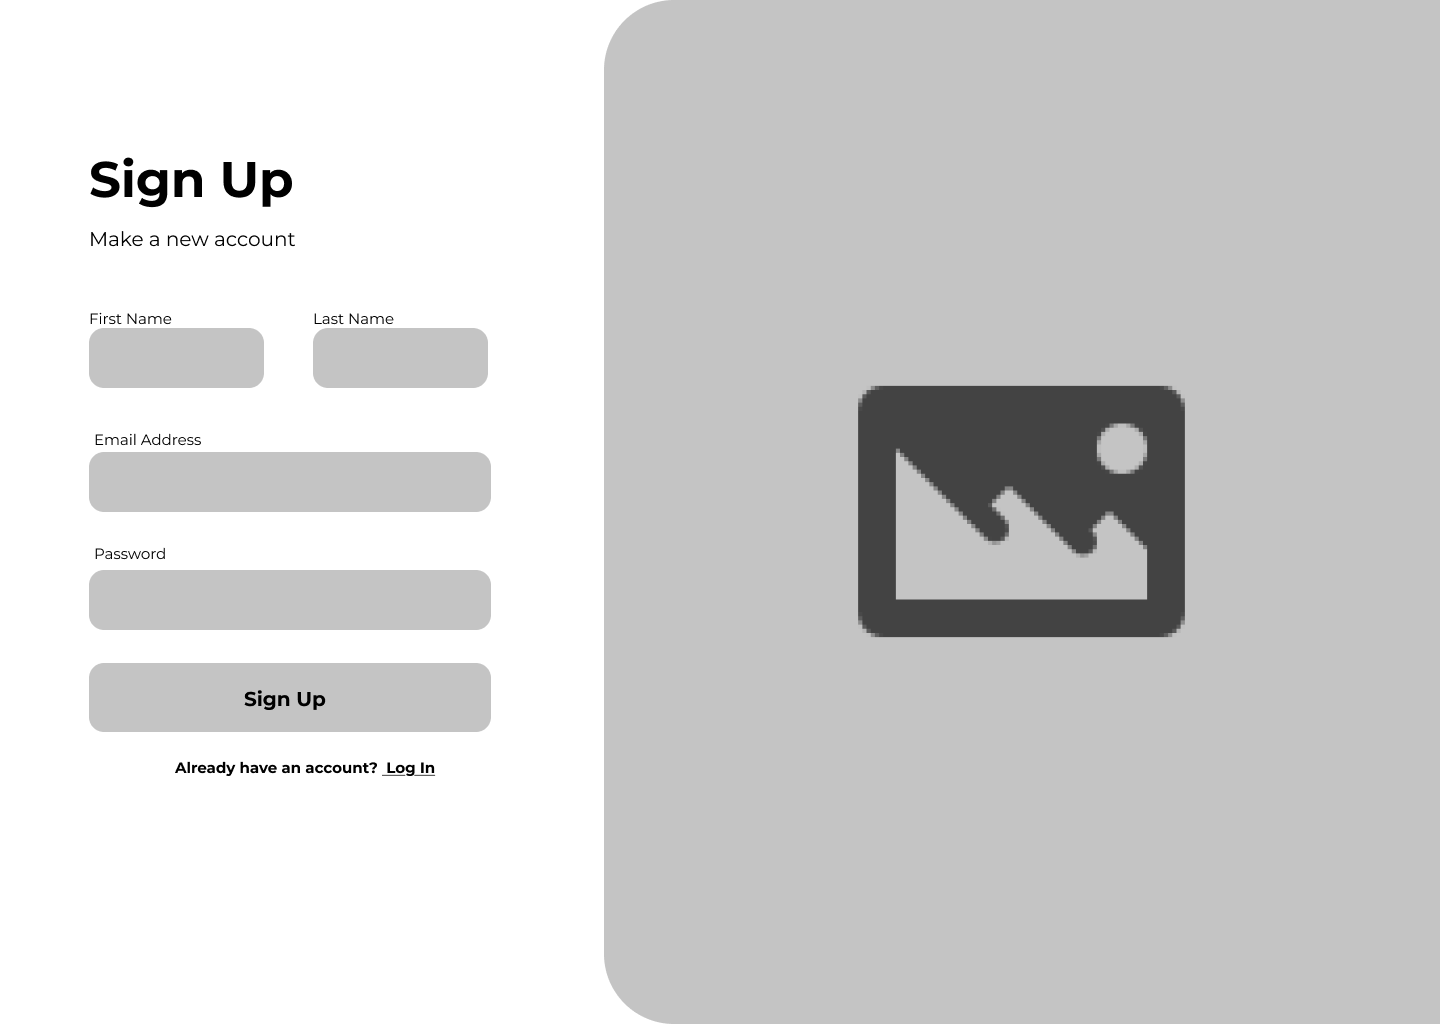 Sign Up
Make a new account
First Name Last Name
Email Address
Password
Sign Up
Already have an account? Log In